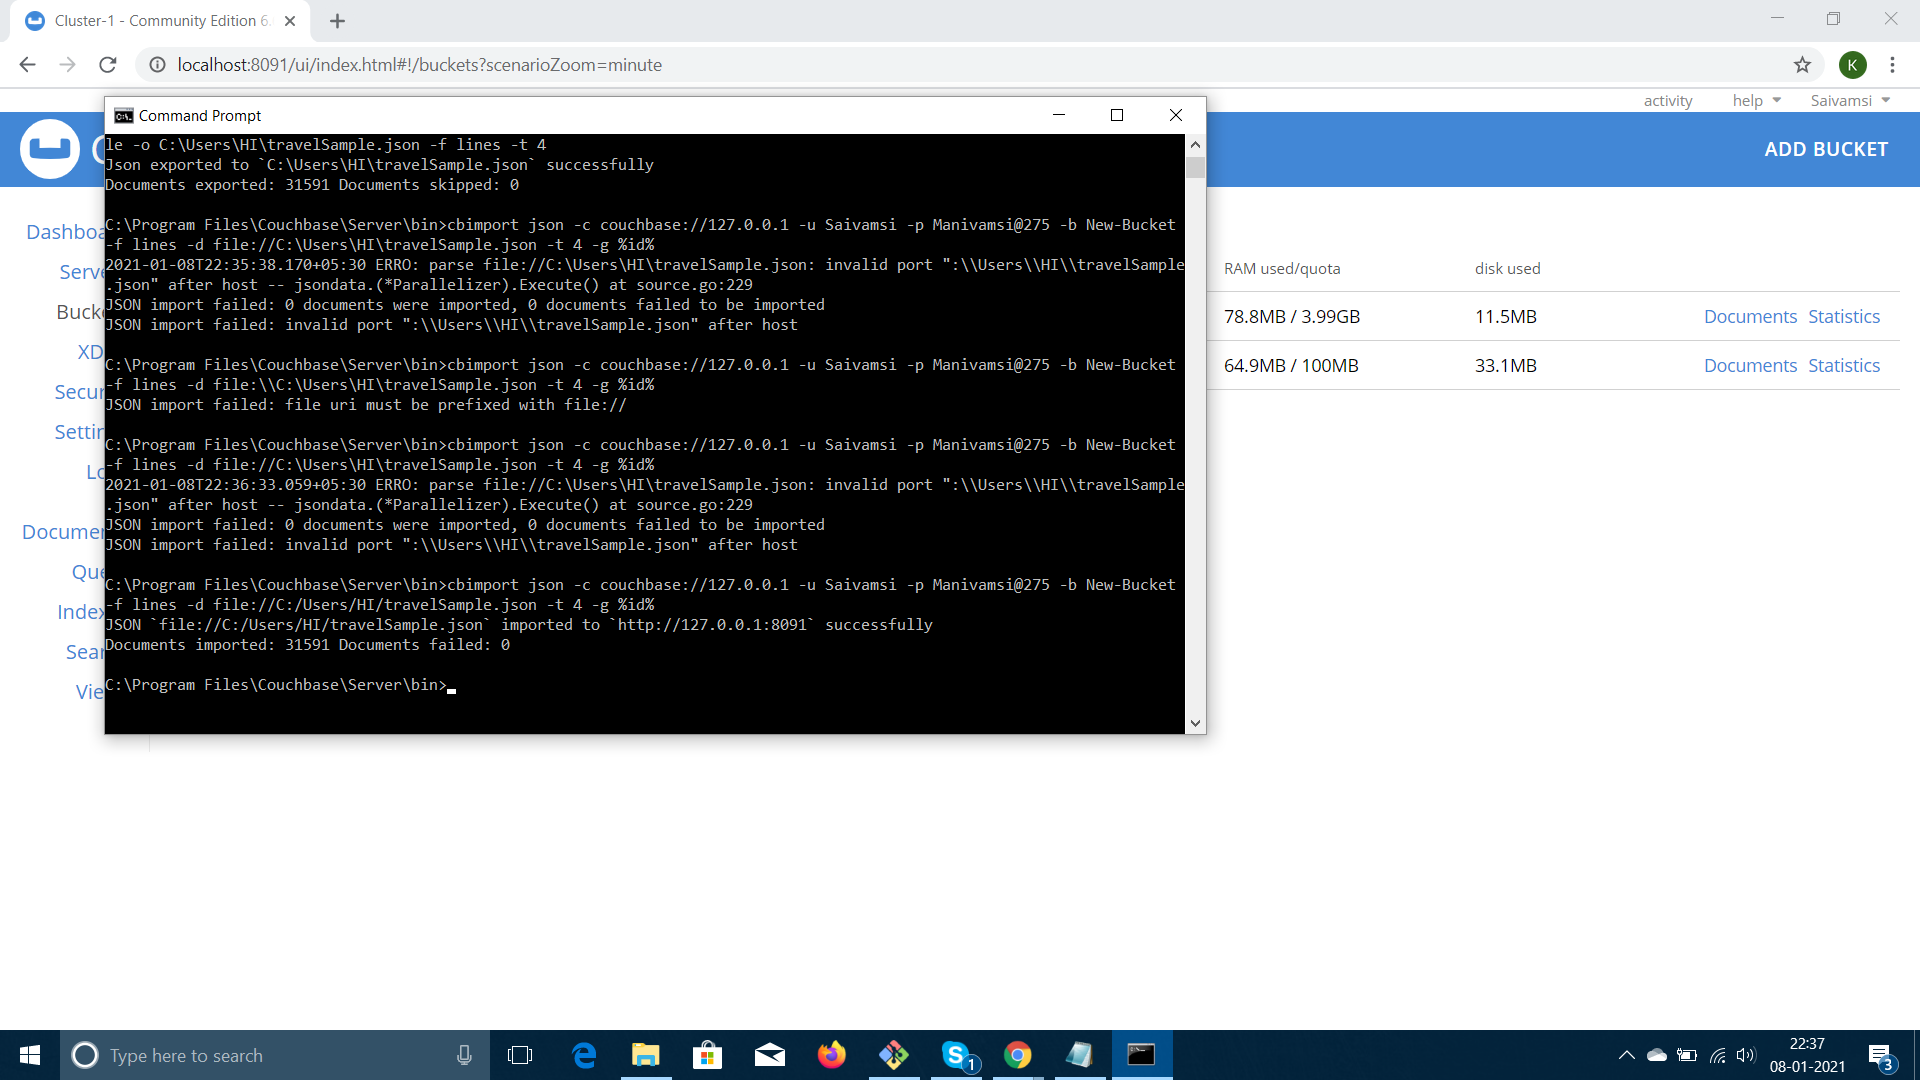 Cluster-1 - Community Edition 6.
localhost:8091/ui/index.html#!/buckets?scenarioZoom=minute
K
activity help Saivamsi
Command Prompt
ADD BUCKET
le -o C:\Users\HI\travelSample.json -f lines -t 4
Json exported to `C:\Users\HI\travelSample.json` successfully
Documents exported: 31591 Documents skipped: 0
C:\Program Files\Couchbase\Server\bin>cbimport json -c couchbase://127.0.0.1 -u Saivamsi -p Manivamsi@275 -b New-Bucket
-f lines -d file://C:\Users\HI\travelSample.json -t 4 -g %id%
2021-01-08T22:35:38.170+05:30 ERRO: parse file://C:\Users\HI\travelSample.json: invalid port ":\\Users\\HI\\travelSample
.json" after host -- jsondata.(*Parallelizer).Execute() at source.go:229
JSON import failed: 0 documents were imported, 0 documents failed to be imported
JSON import failed: invalid port ":\\Users\\HI\\travelSample.json" after host
C:\Program Files\Couchbase\Server\bin>cbimport json -c couchbase://127.0.0.1 -u Saivamsi -p Manivamsi@275 -b New-Bucket
-f lines -d file:\\C:\Users\HI\travelSample.json -t 4 -g %id%
JSON import failed: file uri must be prefixed with file://
C:\Program Files\Couchbase\Server\bin>cbimport json -c couchbase://127.0.0.1 -u Saivamsi -p Manivamsi@275 -b New-Bucket
-f lines -d file://C:\Users\HI\travelSample.json -t 4 -g %id%
2021-01-08T22:36:33.059+05:30 ERRO: parse file://C:\Users\HI\travelSample.json: invalid port ":\\Users\\HI\\travelSample
.json" after host -- jsondata.(*Parallelizer).Execute() at source.go:229
JSON import failed: 0 documents were imported, 0 documents failed to be imported
JSON import failed: invalid port ":\\Users\\HI\\travelSample.json" after host
C:\Program Files\Couchbase\Server\bin>cbimport json -c couchbase://127.0.0.1 -u Saivamsi -p Manivamsi@275 -b New-Bucket
-f lines -d file://C:/Users/HI/travelSample.json -t 4 -g %id%
JSON `file://C:/Users/HI/travelSample.json` imported to `http://127.0.0.1:8091` successfully
Documents imported: 31591 Documents failed: 0
C:\Program Files\Couchbase\Server\bin>
Dashboa
Serve
Bucke
XD
Secur
Settin
Lo
Documen
Que
Index
Sear
Vie
RAM used/quota disk used
78.8MB / 3.99GB 11.5MB Documents Statistics
64.9MB / 100MB 33.1MB Documents Statistics
Type here to search
1
22:37
08-01-2021
3